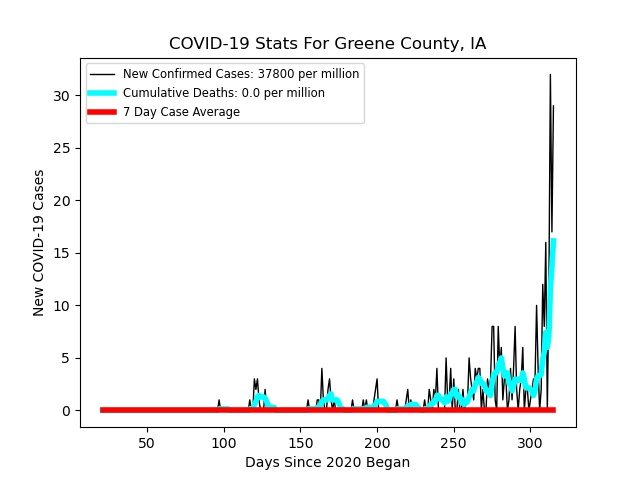 COVID-19 Stats For Greene County, IA
New Confirmed Cases: 37800 per million
Cumulative Deaths: 0.0 per million
7 Day Case Average
New COVID-19 Cases
30
25
20
15
10
5
0
50 100 150 200 250 300
Days Since 2020 Began